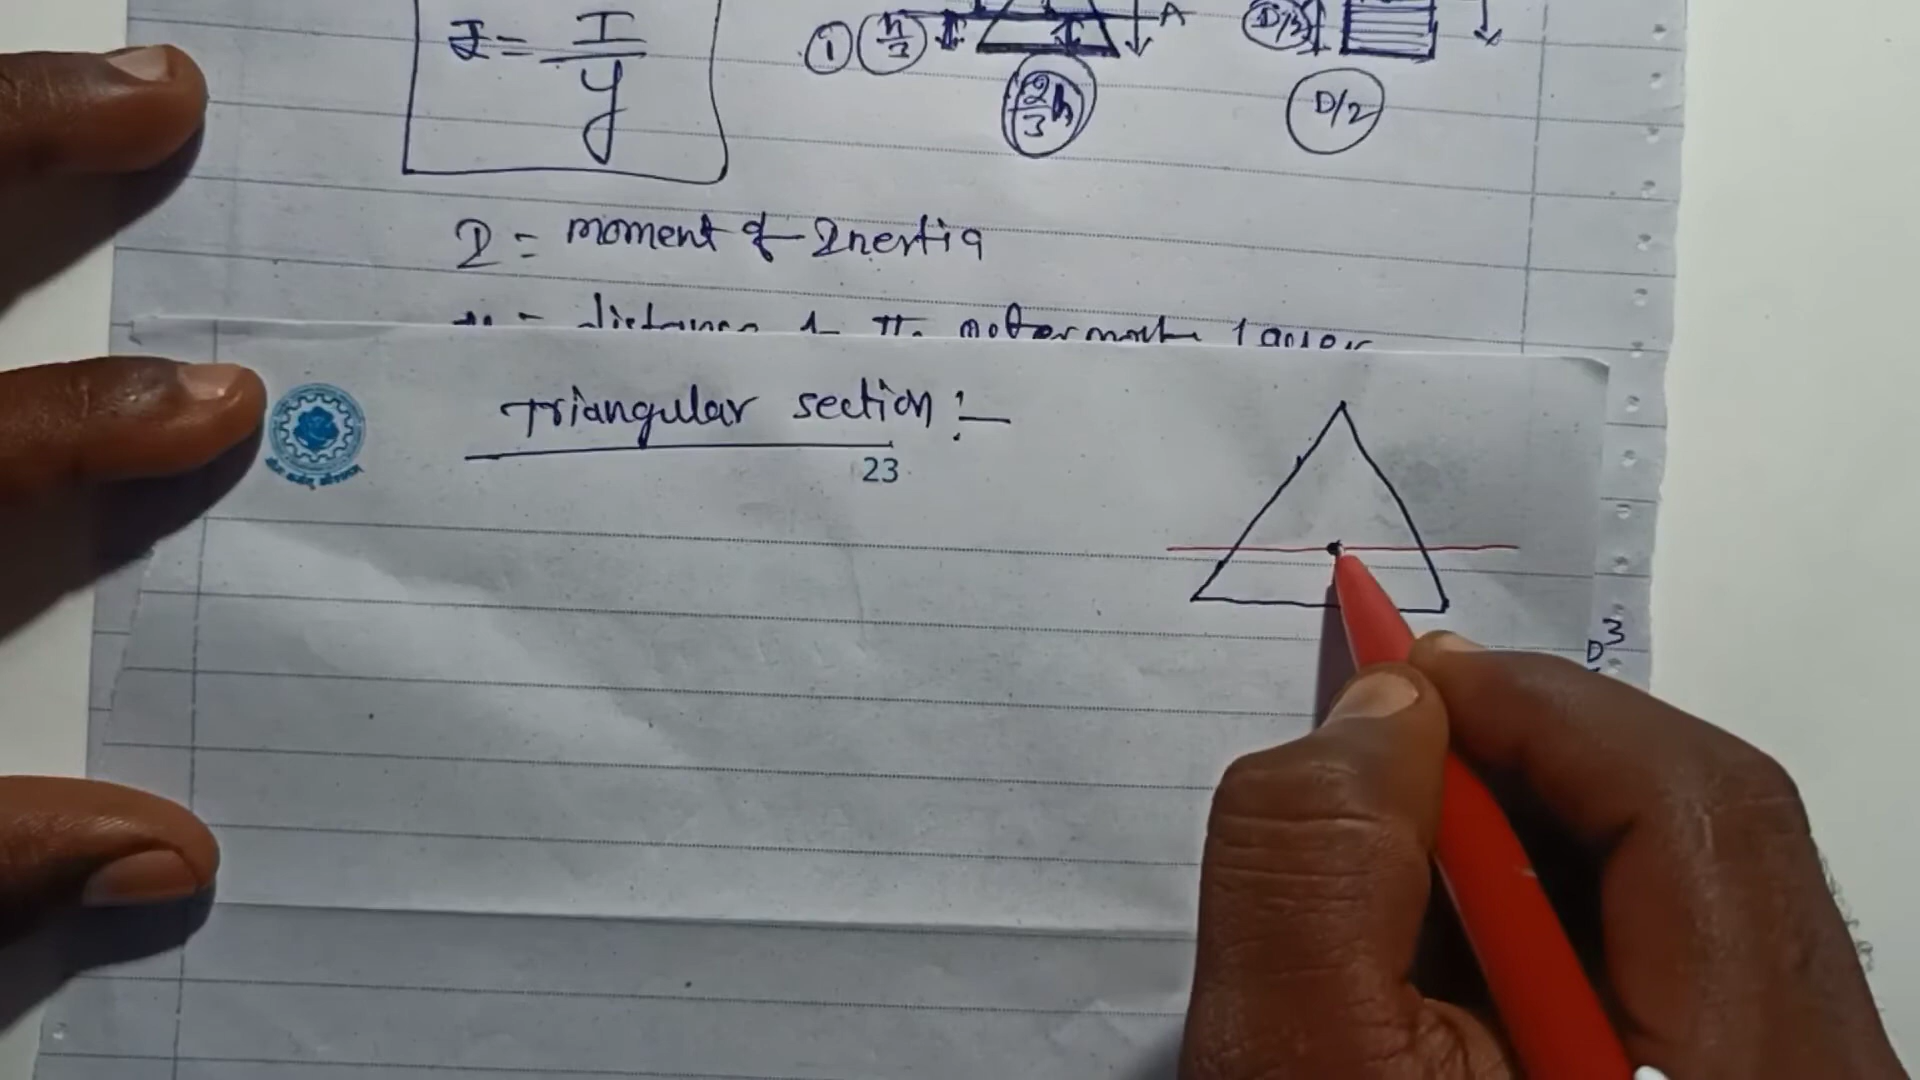 Z = I / y
1 h/3 A D/2
2/3 h D/2
I = moment of Inertia
Triangular section :-
23
D3